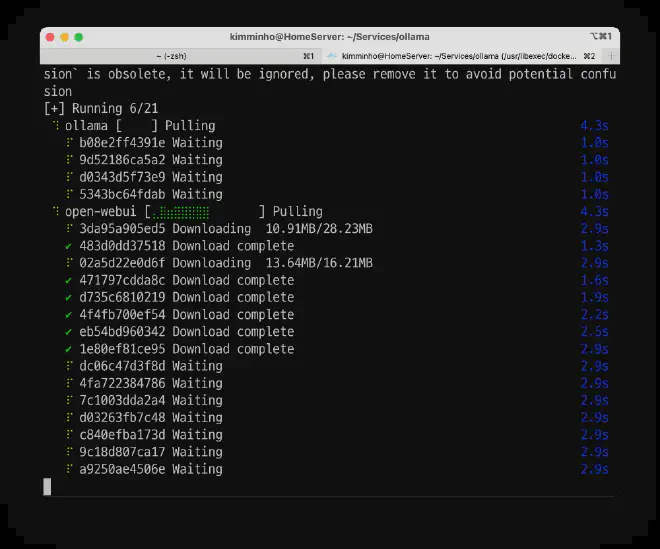 kimminho@HomeServer: ~/Services/ollama
⌥⌘1
~ (-zsh) ⌘1
kimminho@HomeServer: ~/Services/ollama (/usr/libexec/docke... ⌘2
sion` is obsolete, it will be ignored, please remove it to avoid potential confu
sion
[+] Running 6/21
ollama [    ] Pulling 4.3s
b08e2ff4391e Waiting 1.0s
9d52186ca5a2 Waiting 1.0s
d0343d5f73e9 Waiting 1.0s
5343bc64fdab Waiting 1.0s
open-webui [⣿⣿⣿⣿⣿⣿⣿ ] Pulling 4.3s
3da95a905ed5 Downloading 10.91MB/28.23MB 2.9s
✔ 483d0dd37518 Download complete 1.3s
02a5d22e0d6f Downloading 13.64MB/16.21MB 2.9s
✔ 471797cdda8c Download complete 1.6s
✔ d735c6810219 Download complete 1.9s
✔ 4f4fb700ef54 Download complete 2.2s
✔ eb54bd960342 Download complete 2.5s
✔ 1e80ef81ce95 Download complete 2.9s
dc06c47d3f8d Waiting 2.9s
4fa722384786 Waiting 2.9s
7c1003dda2a4 Waiting 2.9s
d03263fb7c48 Waiting 2.9s
c840efba173d Waiting 2.9s
9c18d807ca17 Waiting 2.9s
a9250ae4506e Waiting 2.9s